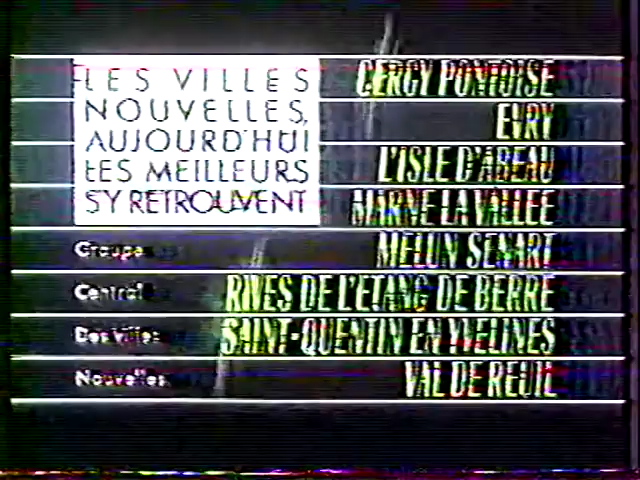 LES VILLES
NOUVELLES,
AUJOURD'HUI
LES MEILLEURS
S'Y RETROUVENT
CERGY PONTOISE
EVRY
L'ISLE D'ABEAU
MARNE LA VALLEE
MELUN SENART
RIVES DE L'ETANG DE BERRE
SAINT-QUENTIN EN YVELINES
VAL DE REUIL
Groupe
Central
Des Villes
Nouvelles